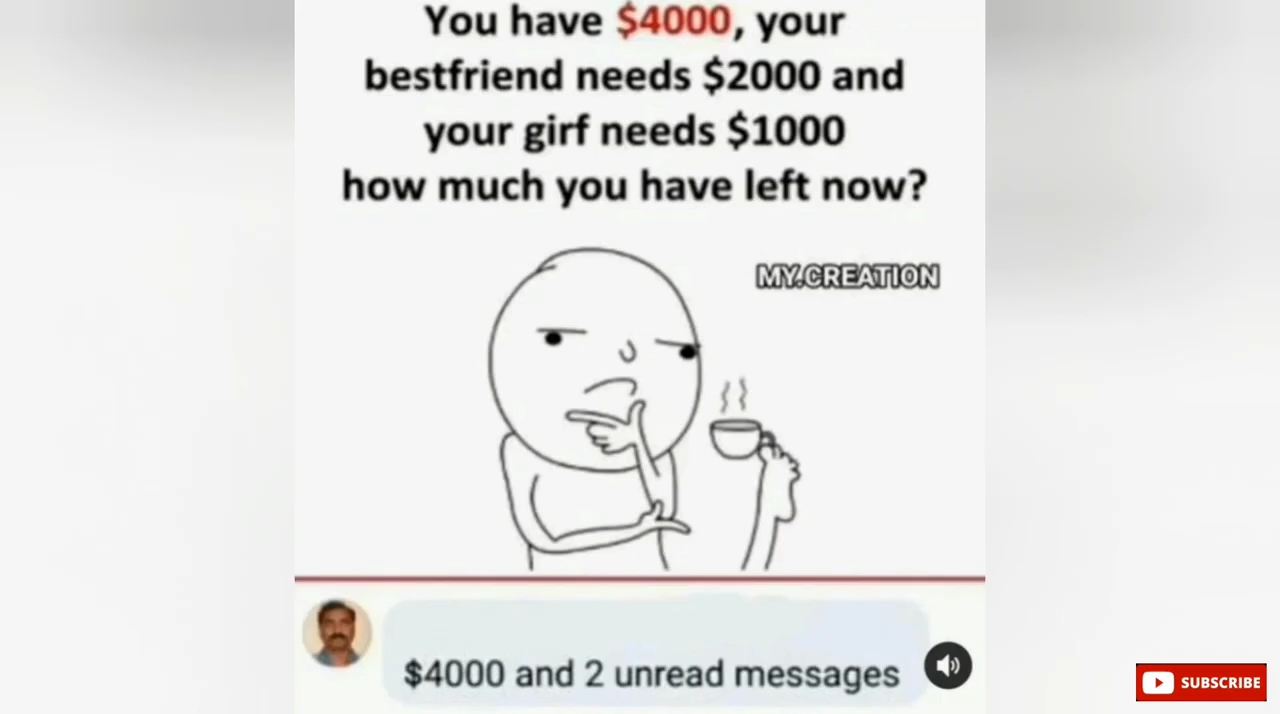 You have $4000, your
bestfriend needs $2000 and
your girf needs $1000
how much you have left now?
MY.CREATION
$4000 and 2 unread messages
SUBSCRIBE